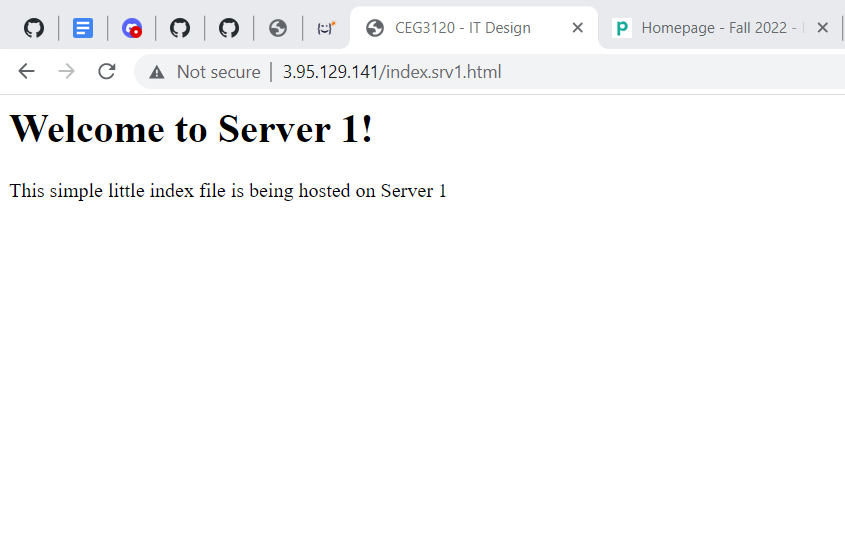 CEG3120 - IT Design
Homepage - Fall 2022 -
Not secure | 3.95.129.141/index.srv1.html
Welcome to Server 1!
This simple little index file is being hosted on Server 1